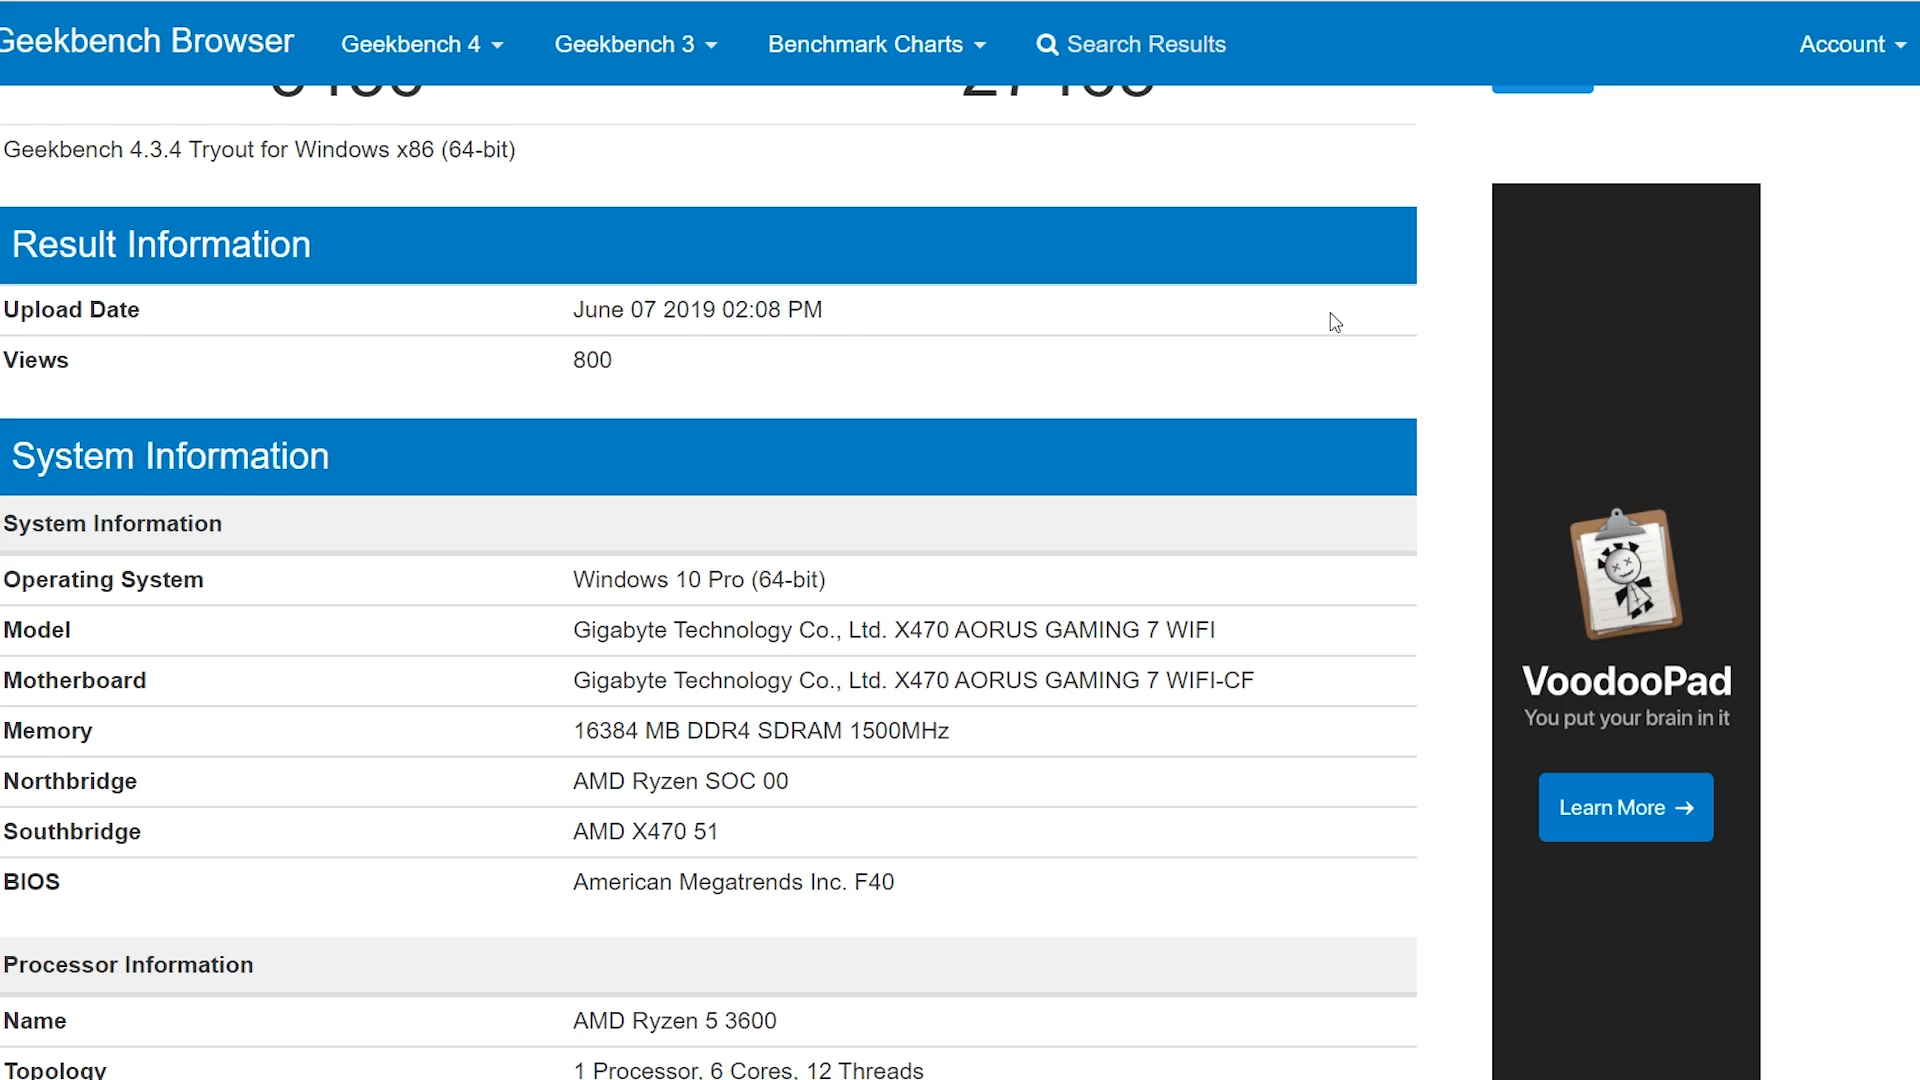 Geekbench Browser
Geekbench 4
Geekbench 3
Benchmark Charts
Search Results
Account
Geekbench 4.3.4 Tryout for Windows x86 (64-bit)
Result Information
Upload Date June 07 2019 02:08 PM
Views 800
System Information
System Information
Operating System Windows 10 Pro (64-bit)
Model Gigabyte Technology Co., Ltd. X470 AORUS GAMING 7 WIFI
Motherboard Gigabyte Technology Co., Ltd. X470 AORUS GAMING 7 WIFI-CF
Memory 16384 MB DDR4 SDRAM 1500MHz
Northbridge AMD Ryzen SOC 00
Southbridge AMD X470 51
BIOS American Megatrends Inc. F40
Processor Information
Name AMD Ryzen 5 3600
Topology 1 Processor, 6 Cores, 12 Threads
VoodooPad
You put your brain in it
Learn More →